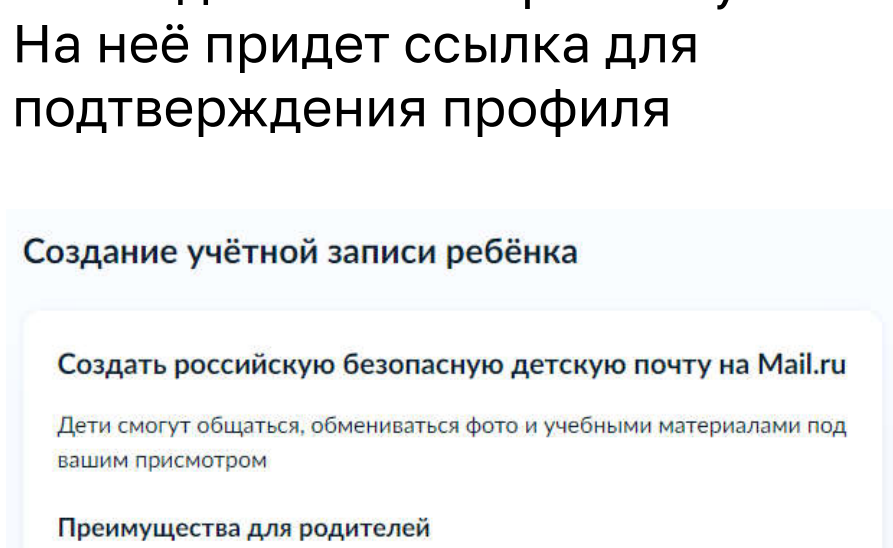 На неё придет ссылка для
подтверждения профиля
Создание учётной записи ребёнка
Создать российскую безопасную детскую почту на Mail.ru
Дети смогут общаться, обмениваться фото и учебными материалами под
вашим присмотром
Преимущества для родителей